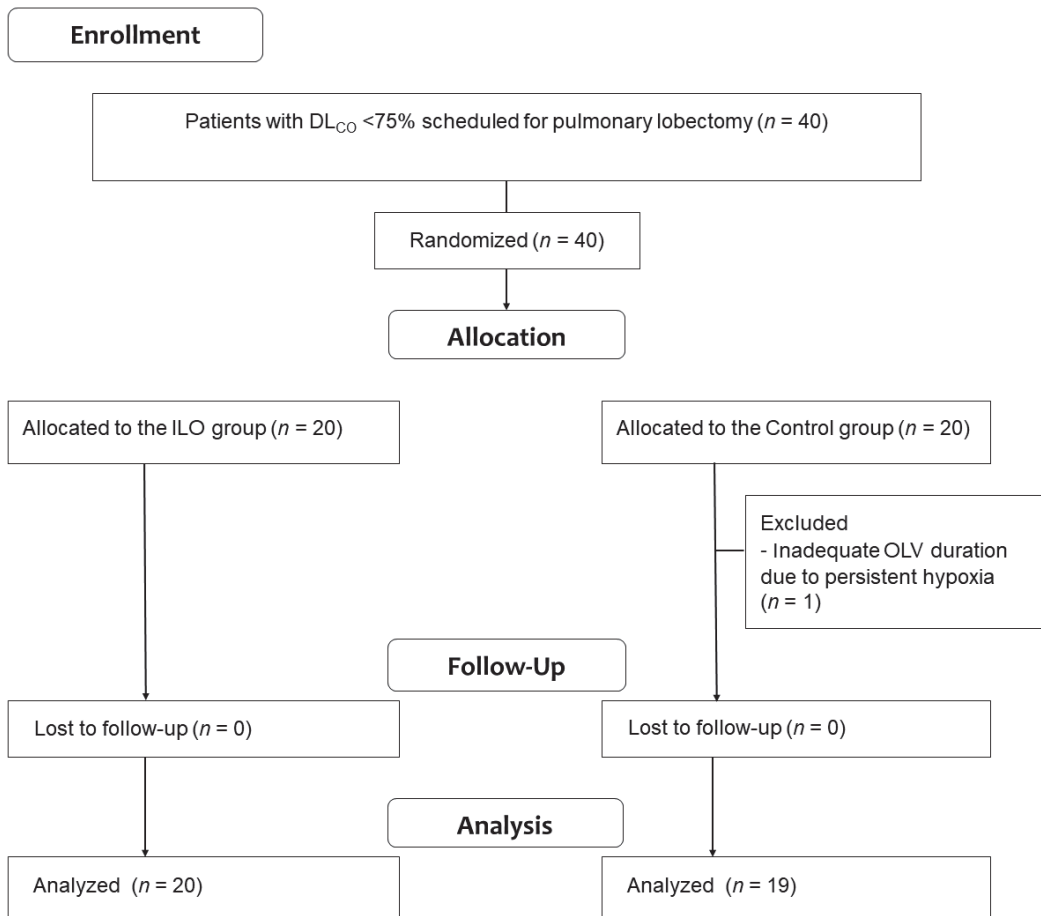 Enrollment
Patients with DLCO <75% scheduled for pulmonary lobectomy (n = 40)
Randomized (n = 40)
Allocation
Allocated to the ILO group (n = 20)
Allocated to the Control group (n = 20)
Excluded
- Inadequate OLV duration
due to persistent hypoxia
(n = 1)
Follow-Up
Lost to follow-up (n = 0)
Lost to follow-up (n = 0)
Analysis
Analyzed (n = 20)
Analyzed (n = 19)